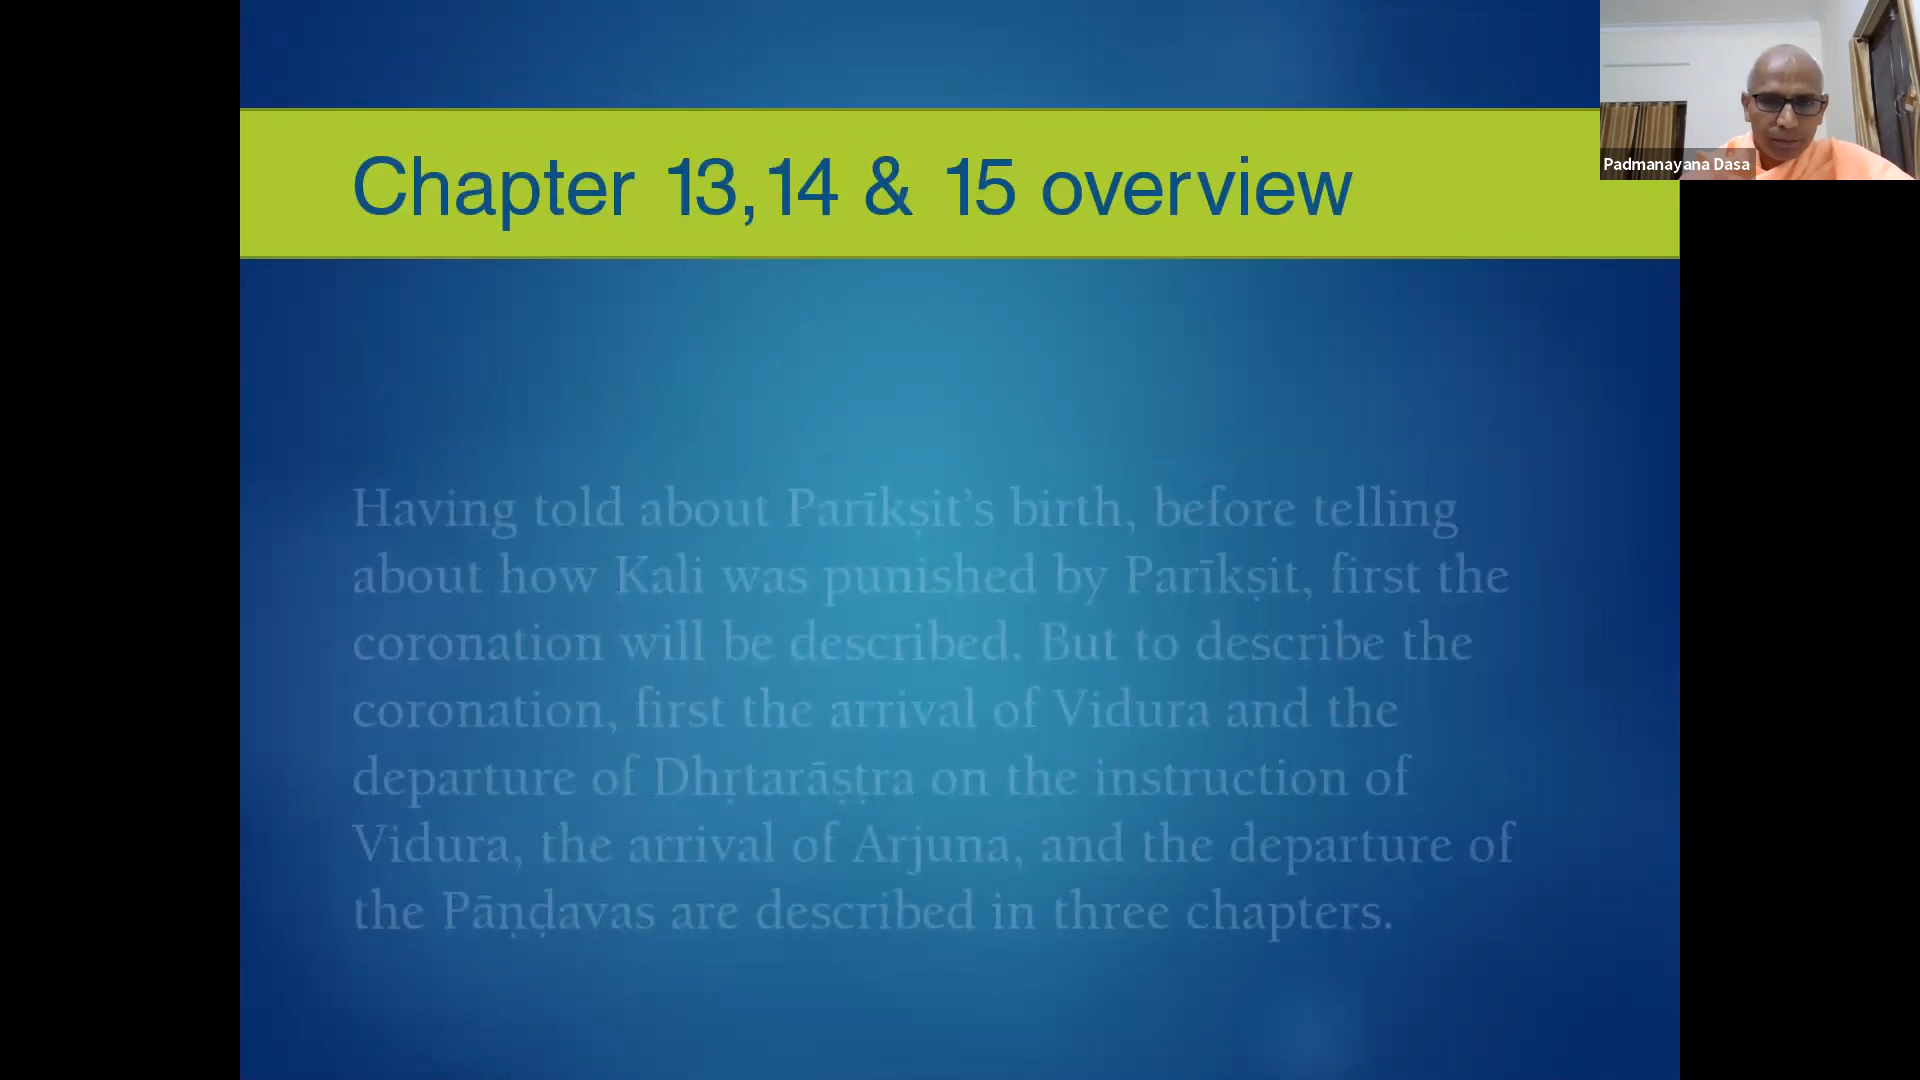 Chapter 13,14 & 15 overview
Padmanayana Dasa
Having told about Parīkṣit’s birth, before telling
about how Kali was punished by Parīkṣit, first the
coronation will be described. But to describe the
coronation, first the arrival of Vidura and the
departure of Dhṛtarāṣṭra on the instruction of
Vidura, the arrival of Arjuna, and the departure of
the Pāṇḍavas are described in three chapters.